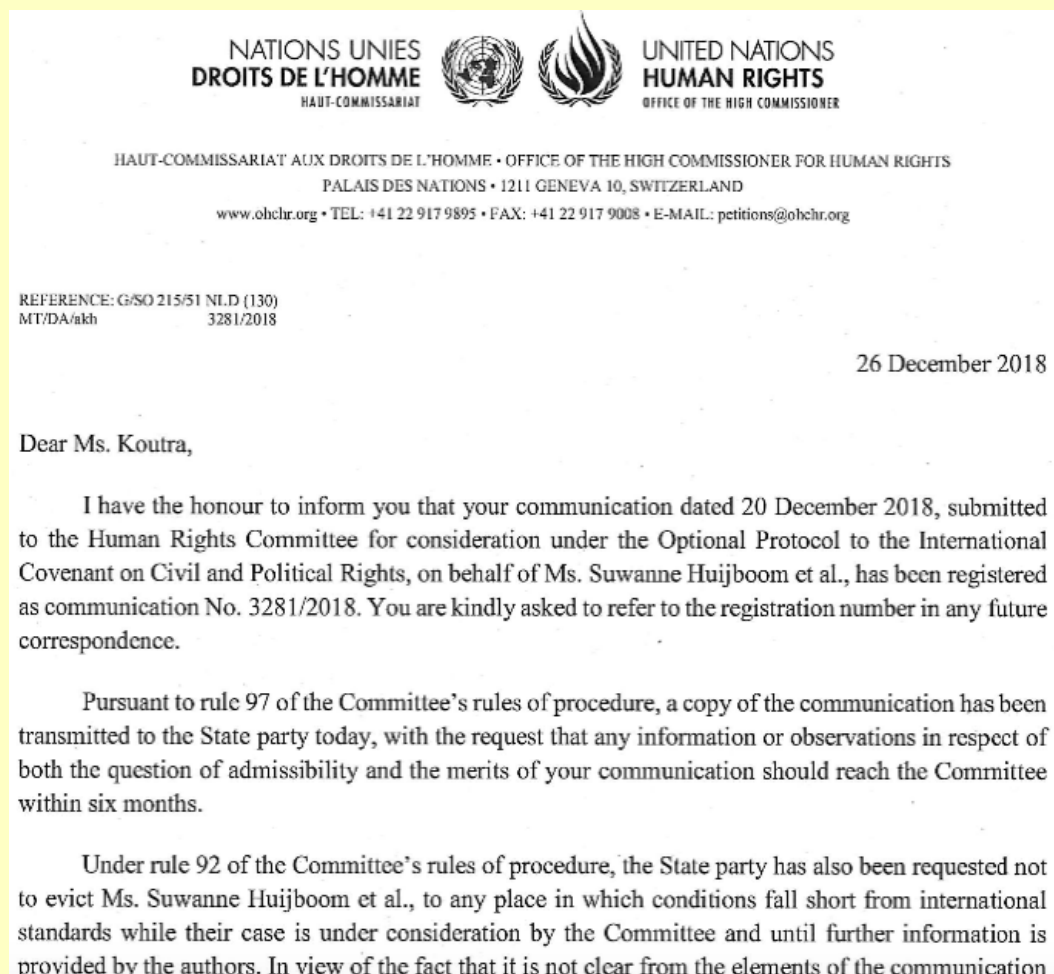 NATIONS UNIES
DROITS DE L'HOMME
HAUT-COMMISSARIAT
UNITED NATIONS
HUMAN RIGHTS
OFFICE OF THE HIGH COMMISSIONER
HAUT-COMMISSARIAT AUX DROITS DE L'HOMME • OFFICE OF THE HIGH COMMISSIONER FOR HUMAN RIGHTS
PALAIS DES NATIONS • 1211 GENEVA 10, SWITZERLAND
www.ohchr.org • TEL: +41 22 917 9895 • FAX: +41 22 917 9008 • E-MAIL: petitions@ohchr.org
REFERENCE: G/SO 215/51 NLD (130)
MT/DA/akh 3281/2018
26 December 2018
Dear Ms. Koutra,
I have the honour to inform you that your communication dated 20 December 2018, submitted
to the Human Rights Committee for consideration under the Optional Protocol to the International
Covenant on Civil and Political Rights, on behalf of Ms. Suwanne Huijboom et al., has been registered
as communication No. 3281/2018. You are kindly asked to refer to the registration number in any future
correspondence.
Pursuant to rule 97 of the Committee's rules of procedure, a copy of the communication has been
transmitted to the State party today, with the request that any information or observations in respect of
both the question of admissibility and the merits of your communication should reach the Committee
within six months.
Under rule 92 of the Committee's rules of procedure, the State party has also been requested not
to evict Ms. Suwanne Huijboom et al., to any place in which conditions fall short from international
standards while their case is under consideration by the Committee and until further information is
provided by the authors. In view of the fact that it is not clear from the elements of the communication